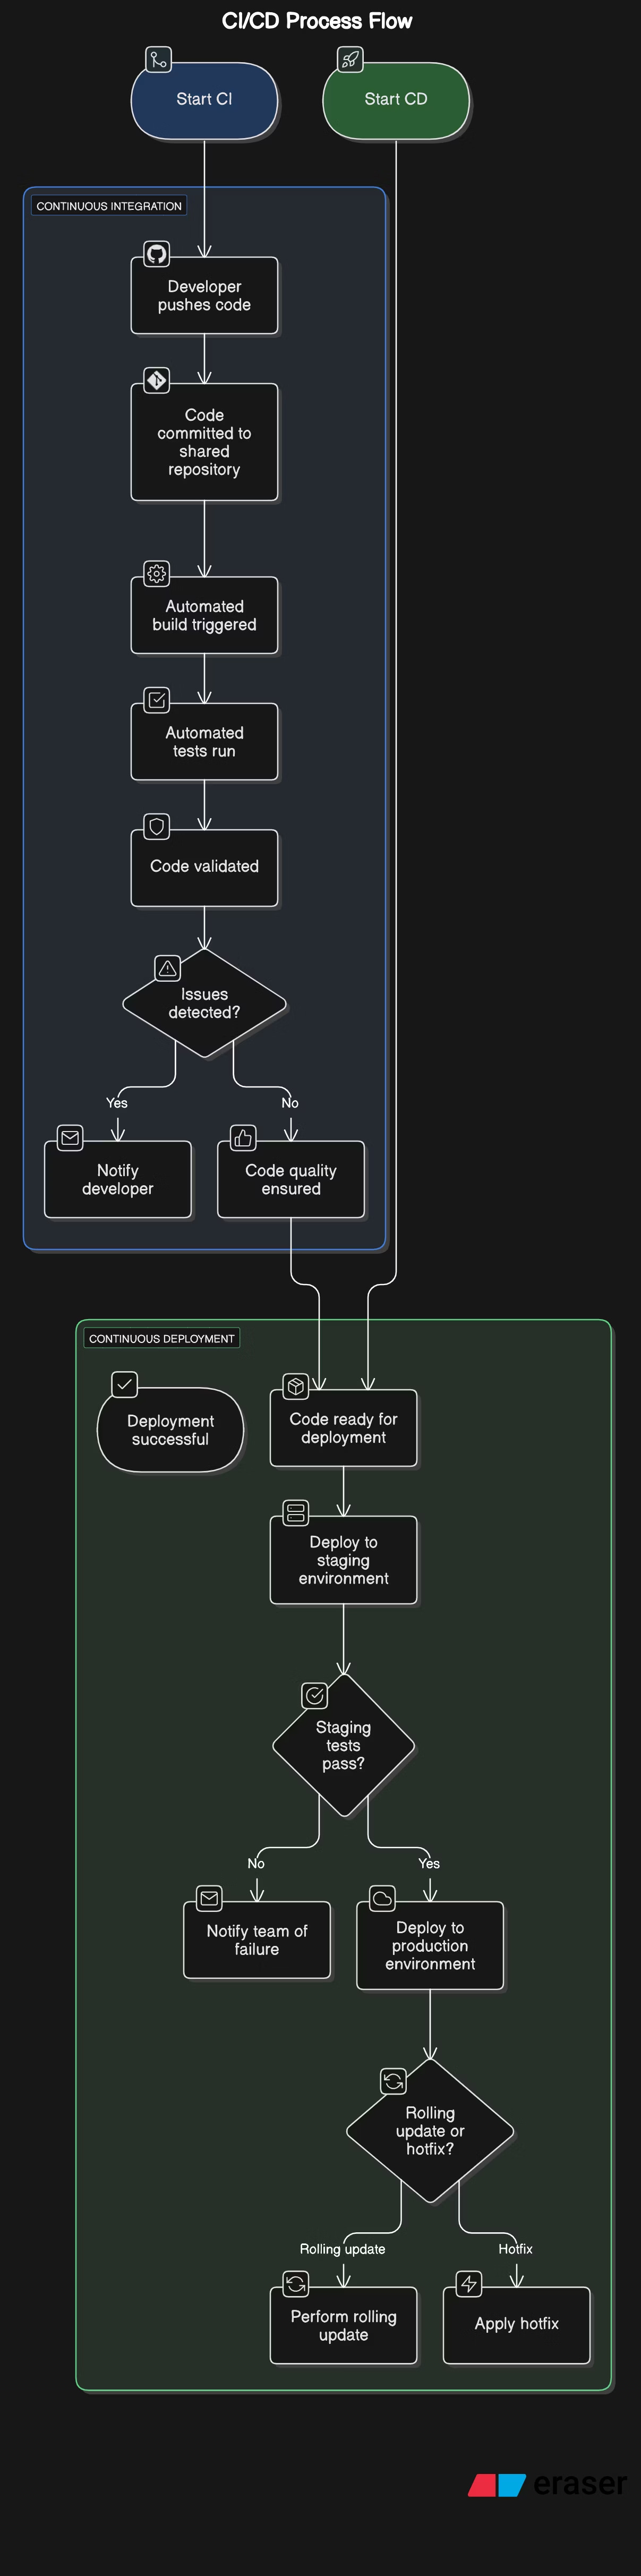 CI/CD Process Flow
Start CI
Start CD
CONTINUOUS INTEGRATION
Developer
pushes code
Code
committed to
shared
repository
Automated
build triggered
Automated
tests run
Code validated
Issues
detected?
Yes
No
Notify
developer
Code quality
ensured
CONTINUOUS DEPLOYMENT
Deployment
successful
Code ready for
deployment
Deploy to
staging
environment
Staging
tests
pass?
No
Yes
Notify team of
failure
Deploy to
production
environment
Rolling
update or
hotfix?
Rolling update
Hotfix
Perform rolling
update
Apply hotfix
eraser